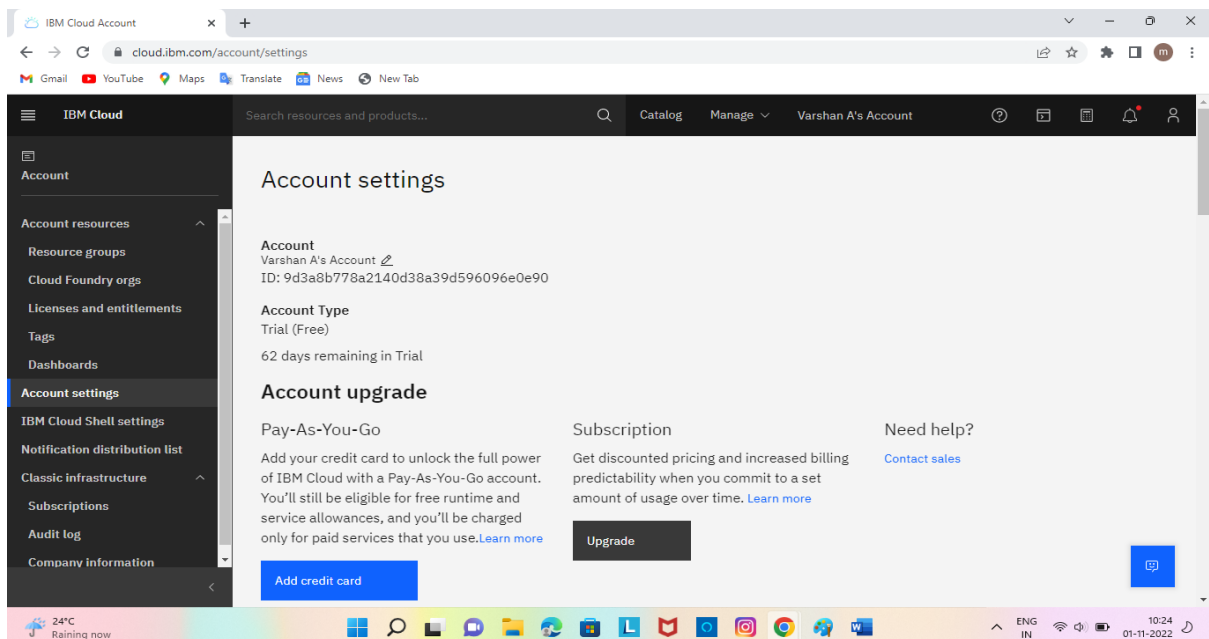 IBM Cloud Account
cloud.ibm.com/account/settings
Gmail YouTube Maps Translate News New Tab
IBM Cloud Search resources and products... Catalog Manage Varshan A's Account
Account
Account resources
Resource groups
Cloud Foundry orgs
Licenses and entitlements
Tags
Dashboards
Account settings
IBM Cloud Shell settings
Notification distribution list
Classic infrastructure
Subscriptions
Audit log
Company information
Account settings
Account
Varshan A's Account
ID: 9d3a8b778a2140d38a39d596096e0e90
Account Type
Trial (Free)
62 days remaining in Trial
Account upgrade
Pay-As-You-Go
Add your credit card to unlock the full power
of IBM Cloud with a Pay-As-You-Go account.
You'll still be eligible for free runtime and
service allowances, and you'll be charged
only for paid services that you use.Learn more
Add credit card
Subscription
Get discounted pricing and increased billing
predictability when you commit to a set
amount of usage over time. Learn more
Upgrade
Need help?
Contact sales
24°C
Raining now
ENG
IN
10:24
01-11-2022